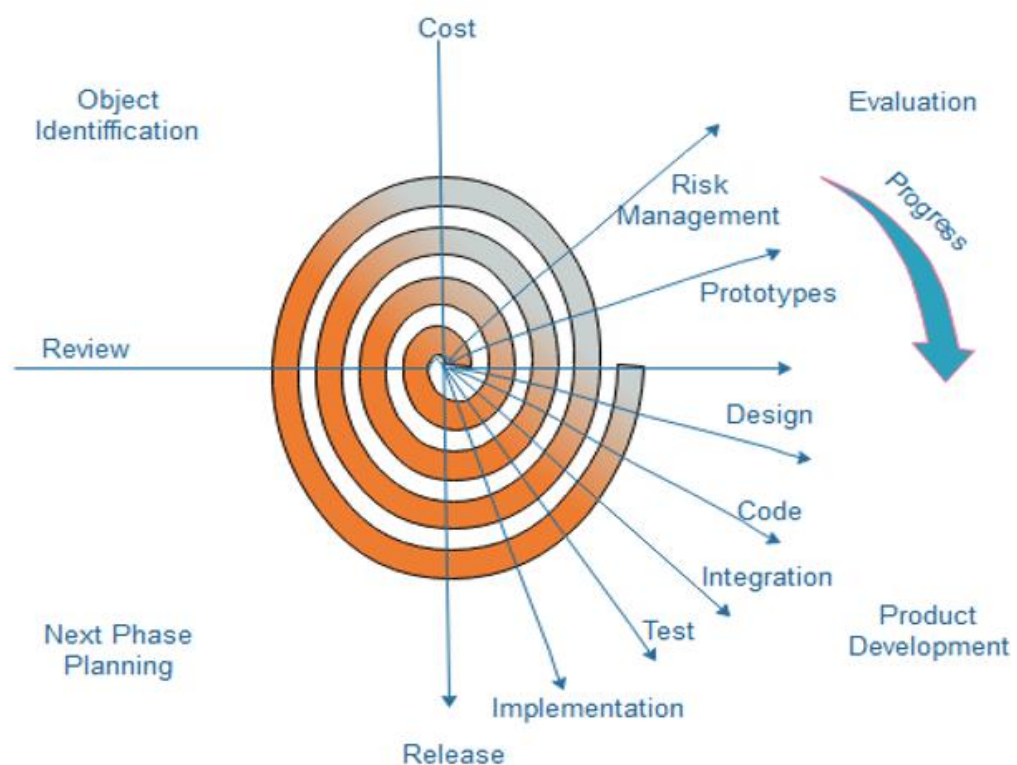 Cost
Object
Identiffication
Evaluation
Risk
Management
Progress
Prototypes
Review
Design
Code
Integration
Product
Development
Test
Next Phase
Planning
Implementation
Release